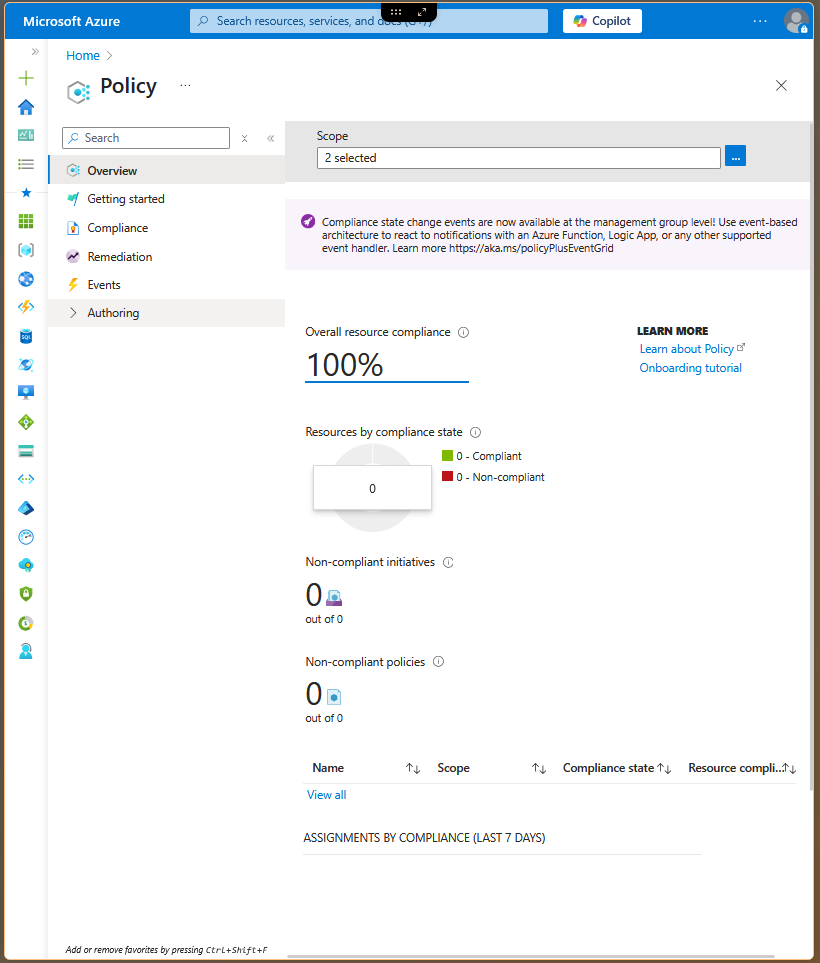 Microsoft Azure
Search resources, services, and docs (G+/)
Copilot
Home
Policy
Search
Overview
Getting started
Compliance
Remediation
Events
Authoring
Scope
2 selected
Compliance state change events are now available at the management group level! Use event-based
architecture to react to notifications with an Azure Function, Logic App, or any other supported
event handler. Learn more https://aka.ms/policyPlusEventGrid
Overall resource compliance
100%
LEARN MORE
Learn about Policy
Onboarding tutorial
Resources by compliance state
0
0 - Compliant
0 - Non-compliant
Non-compliant initiatives
0
out of 0
Non-compliant policies
0
out of 0
Name Scope Compliance state Resource compli...
View all
ASSIGNMENTS BY COMPLIANCE (LAST 7 DAYS)
Add or remove favorites by pressing Ctrl+Shift+F